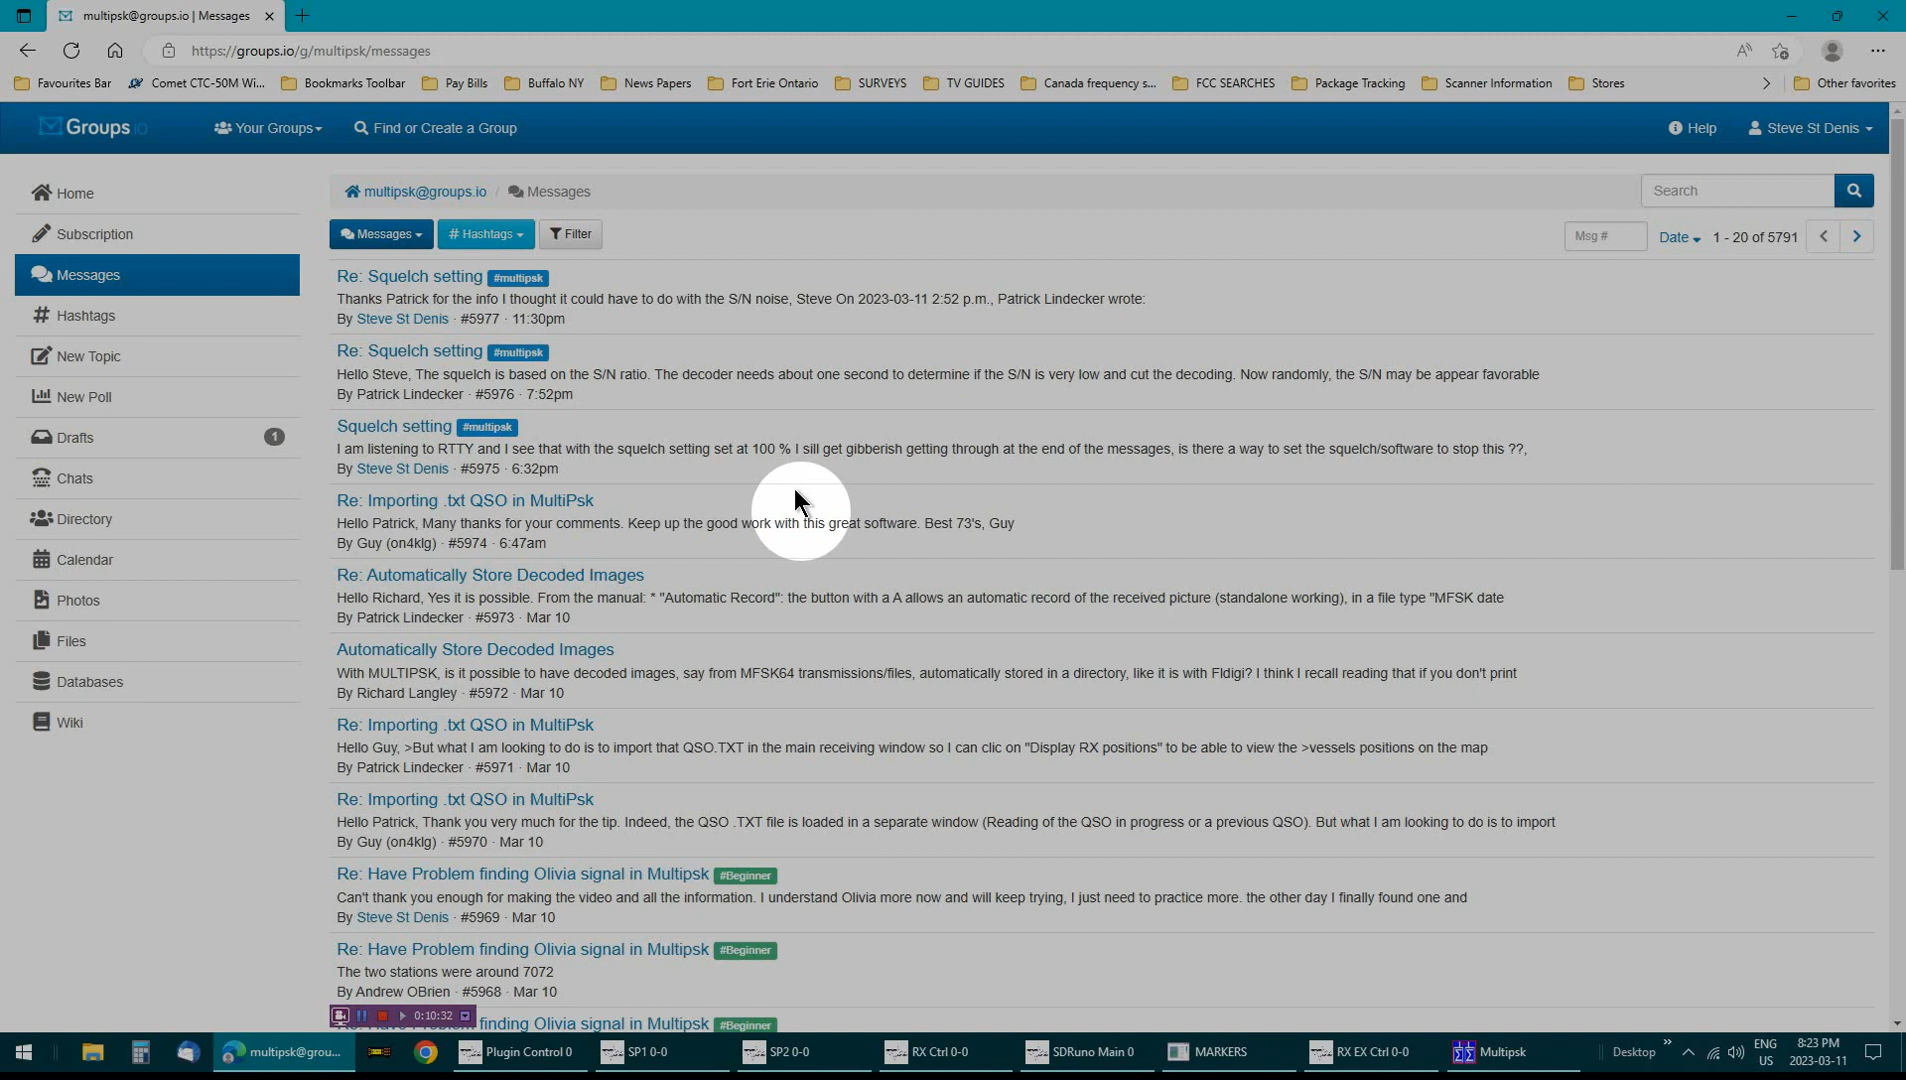 multipsk@groups.io | Messages
https://groups.io/g/multipsk/messages
Favourites Bar
Comet CTC-50M Wi...
Bookmarks Toolbar
Pay Bills
Buffalo NY
News Papers
Fort Erie Ontario
SURVEYS
TV GUIDES
Canada frequency s...
FCC SEARCHES
Package Tracking
Scanner Information
Stores
Other favorites
Groups.io
Your Groups
Find or Create a Group
Help
Steve St Denis
Home
Subscription
Messages
Hashtags
New Topic
New Poll
Drafts 1
Chats
Directory
Calendar
Photos
Files
Databases
Wiki
multipsk@groups.io / Messages
Search
Messages
# Hashtags
Filter
Msg #
Date
1 - 20 of 5791
Re: Squelch setting #multipsk
Thanks Patrick for the info I thought it could have to do with the S/N noise, Steve On 2023-03-11 2:52 p.m., Patrick Lindecker wrote:
By Steve St Denis · #5977 · 11:30pm
Re: Squelch setting #multipsk
Hello Steve, The squelch is based on the S/N ratio. The decoder needs about one second to determine if the S/N is very low and cut the decoding. Now randomly, the S/N may be appear favorable
By Patrick Lindecker · #5976 · 7:52pm
Squelch setting #multipsk
I am listening to RTTY and I see that with the squelch setting set at 100 % I sill get gibberish getting through at the end of the messages, is there a way to set the squelch/software to stop this ??,
By Steve St Denis · #5975 · 6:32pm
Re: Importing .txt QSO in MultiPsk
Hello Patrick, Many thanks for your comments. Keep up the good work with this great software. Best 73's, Guy
By Guy (on4klg) · #5974 · 6:47am
Re: Automatically Store Decoded Images
Hello Richard, Yes it is possible. From the manual: * "Automatic Record": the button with a A allows an automatic record of the received picture (standalone working), in a file type "MFSK date
By Patrick Lindecker · #5973 · Mar 10
Automatically Store Decoded Images
With MULTIPSK, is it possible to have decoded images, say from MFSK64 transmissions/files, automatically stored in a directory, like it is with Fldigi? I think I recall reading that if you don't print
By Richard Langley · #5972 · Mar 10
Re: Importing .txt QSO in MultiPsk
Hello Guy, >But what I am looking to do is to import that QSO.TXT in the main receiving window so I can clic on "Display RX positions" to be able to view the >vessels positions on the map
By Patrick Lindecker · #5971 · Mar 10
Re: Importing .txt QSO in MultiPsk
Hello Patrick, Thank you very much for the tip. Indeed, the QSO .TXT file is loaded in a separate window (Reading of the QSO in progress or a previous QSO). But what I am looking to do is to import
By Guy (on4klg) · #5970 · Mar 10
Re: Have Problem finding Olivia signal in Multipsk #Beginner
Can't thank you enough for making the video and all the information. I understand Olivia more now and will keep trying, I just need to practice more. the other day I finally found one and
By Steve St Denis · #5969 · Mar 10
Re: Have Problem finding Olivia signal in Multipsk #Beginner
The two stations were around 7072
By Andrew OBrien · #5968 · Mar 10
0:10:32
Re: Have Problem finding Olivia signal in Multipsk #Beginner
multipsk@grou...
Plugin Control 0
SP1 0-0
SP2 0-0
RX Ctrl 0-0
SDRuno Main 0
MARKERS
RX EX Ctrl 0-0
Multipsk
Desktop
ENG
US
8:23 PM
2023-03-11